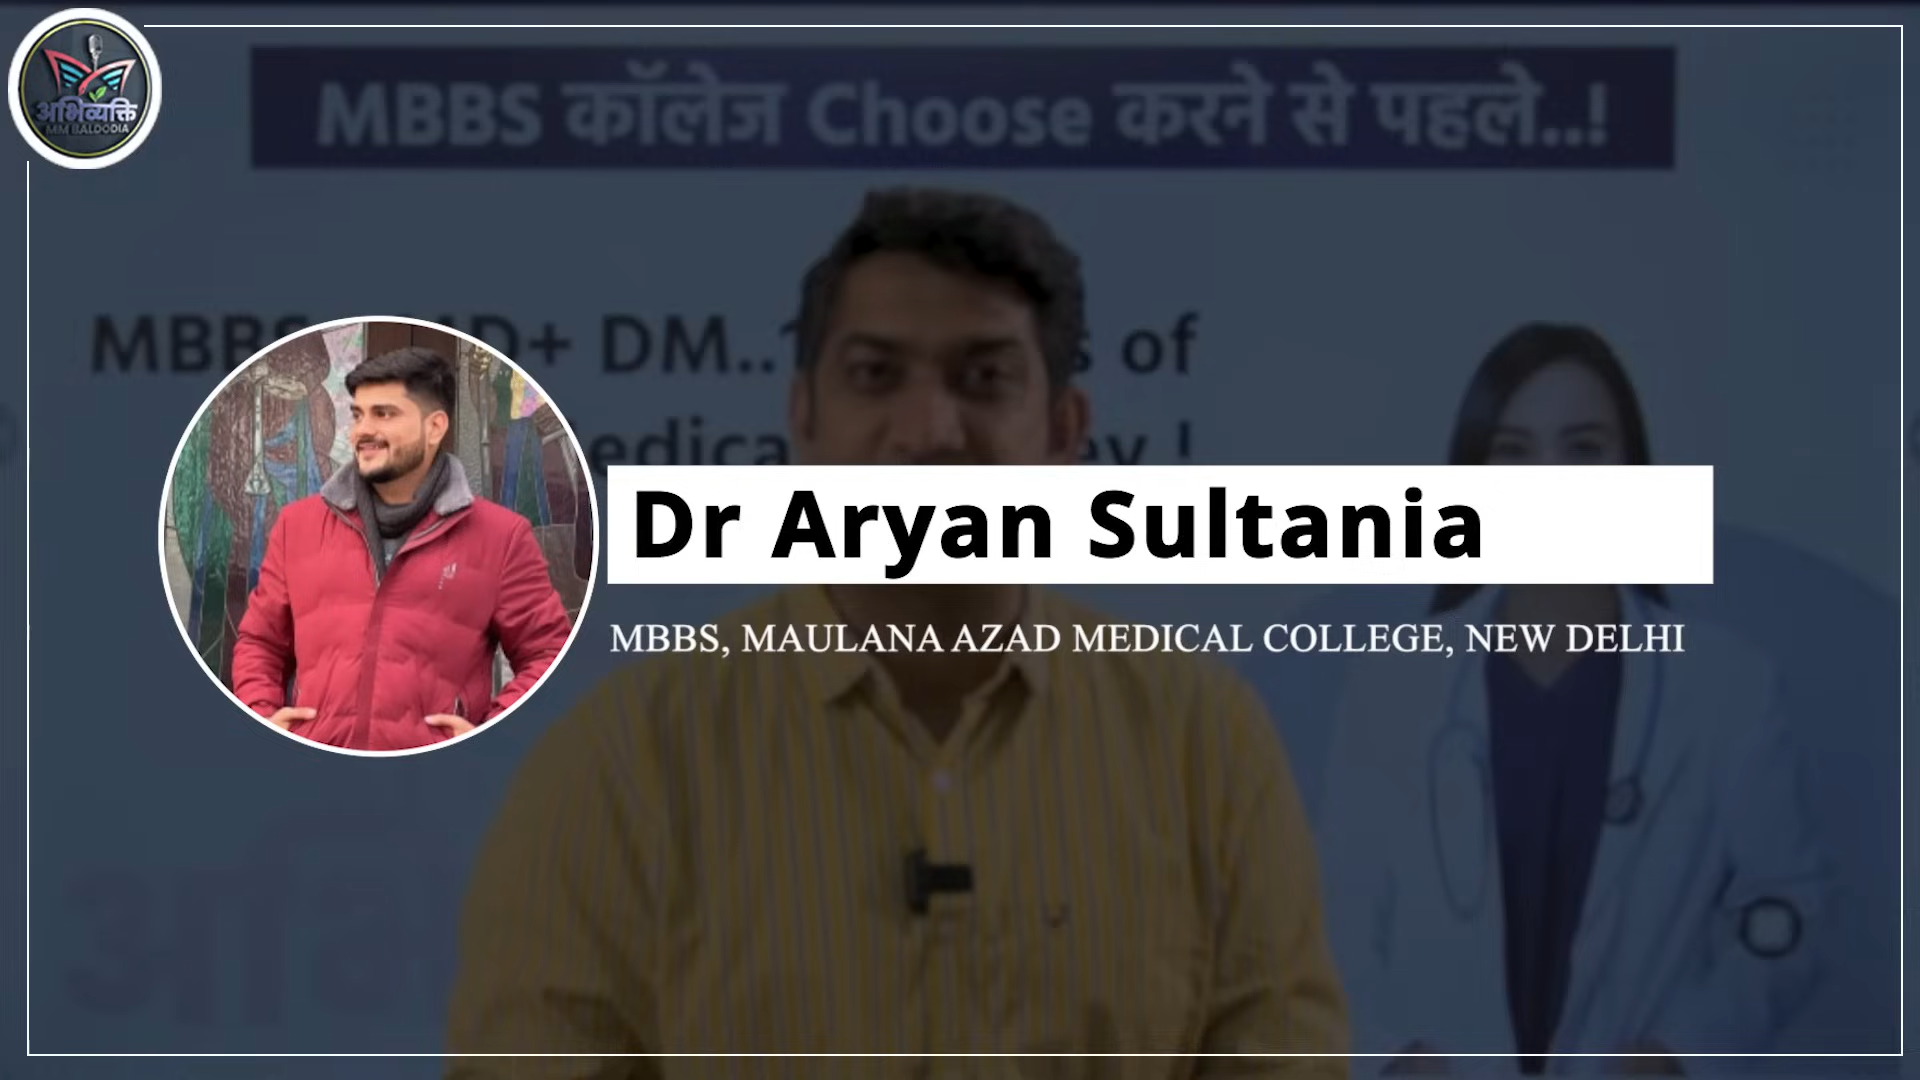 अभिव्यक्ति
MM BALDODIA
MBBS कॉलेज Choose करने से पहले..!
DM.. of
Dr Aryan Sultania
MBBS, MAULANA AZAD MEDICAL COLLEGE, NEW DELHI